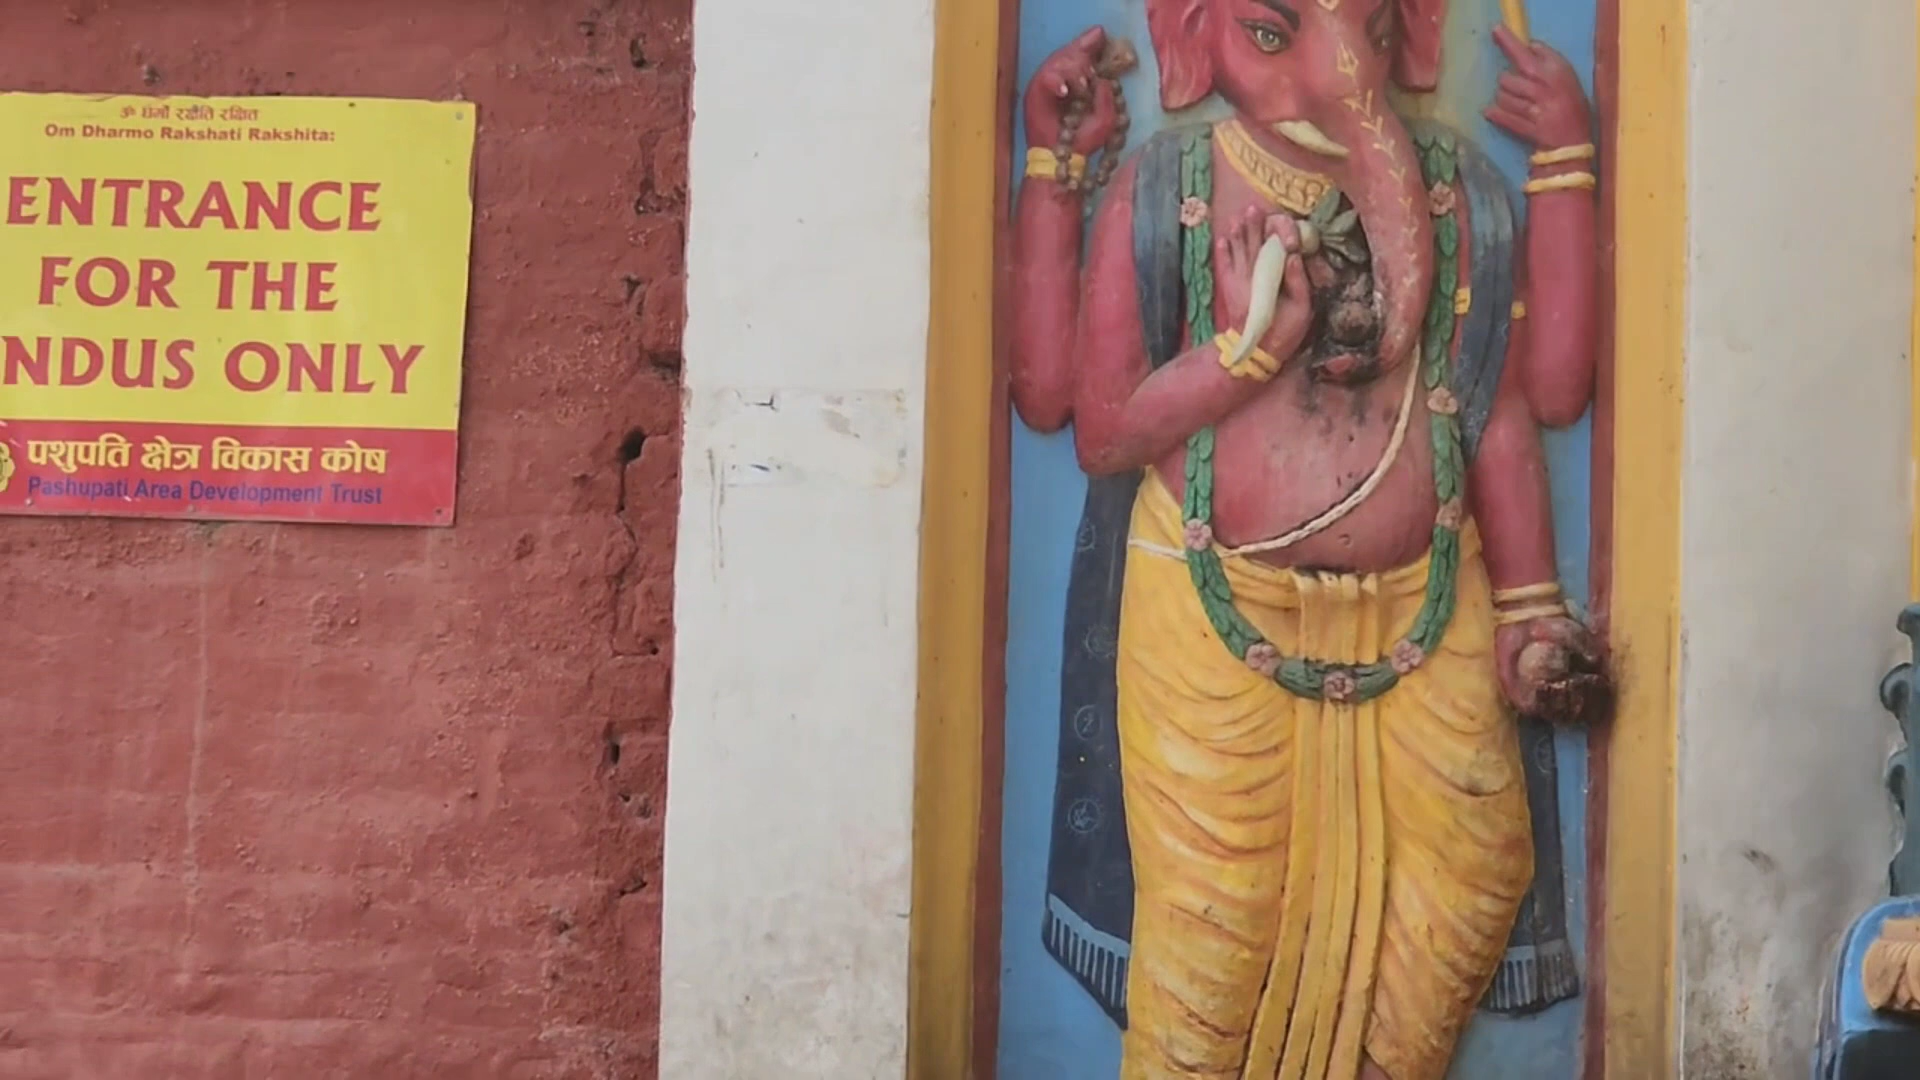 ॐ धर्मो रक्षति रक्षित
Om Dharmo Rakshati Rakshita:
ENTRANCE
FOR THE
NDUS ONLY
पशुपति क्षेत्र विकास कोष
Pashupati Area Development Trust